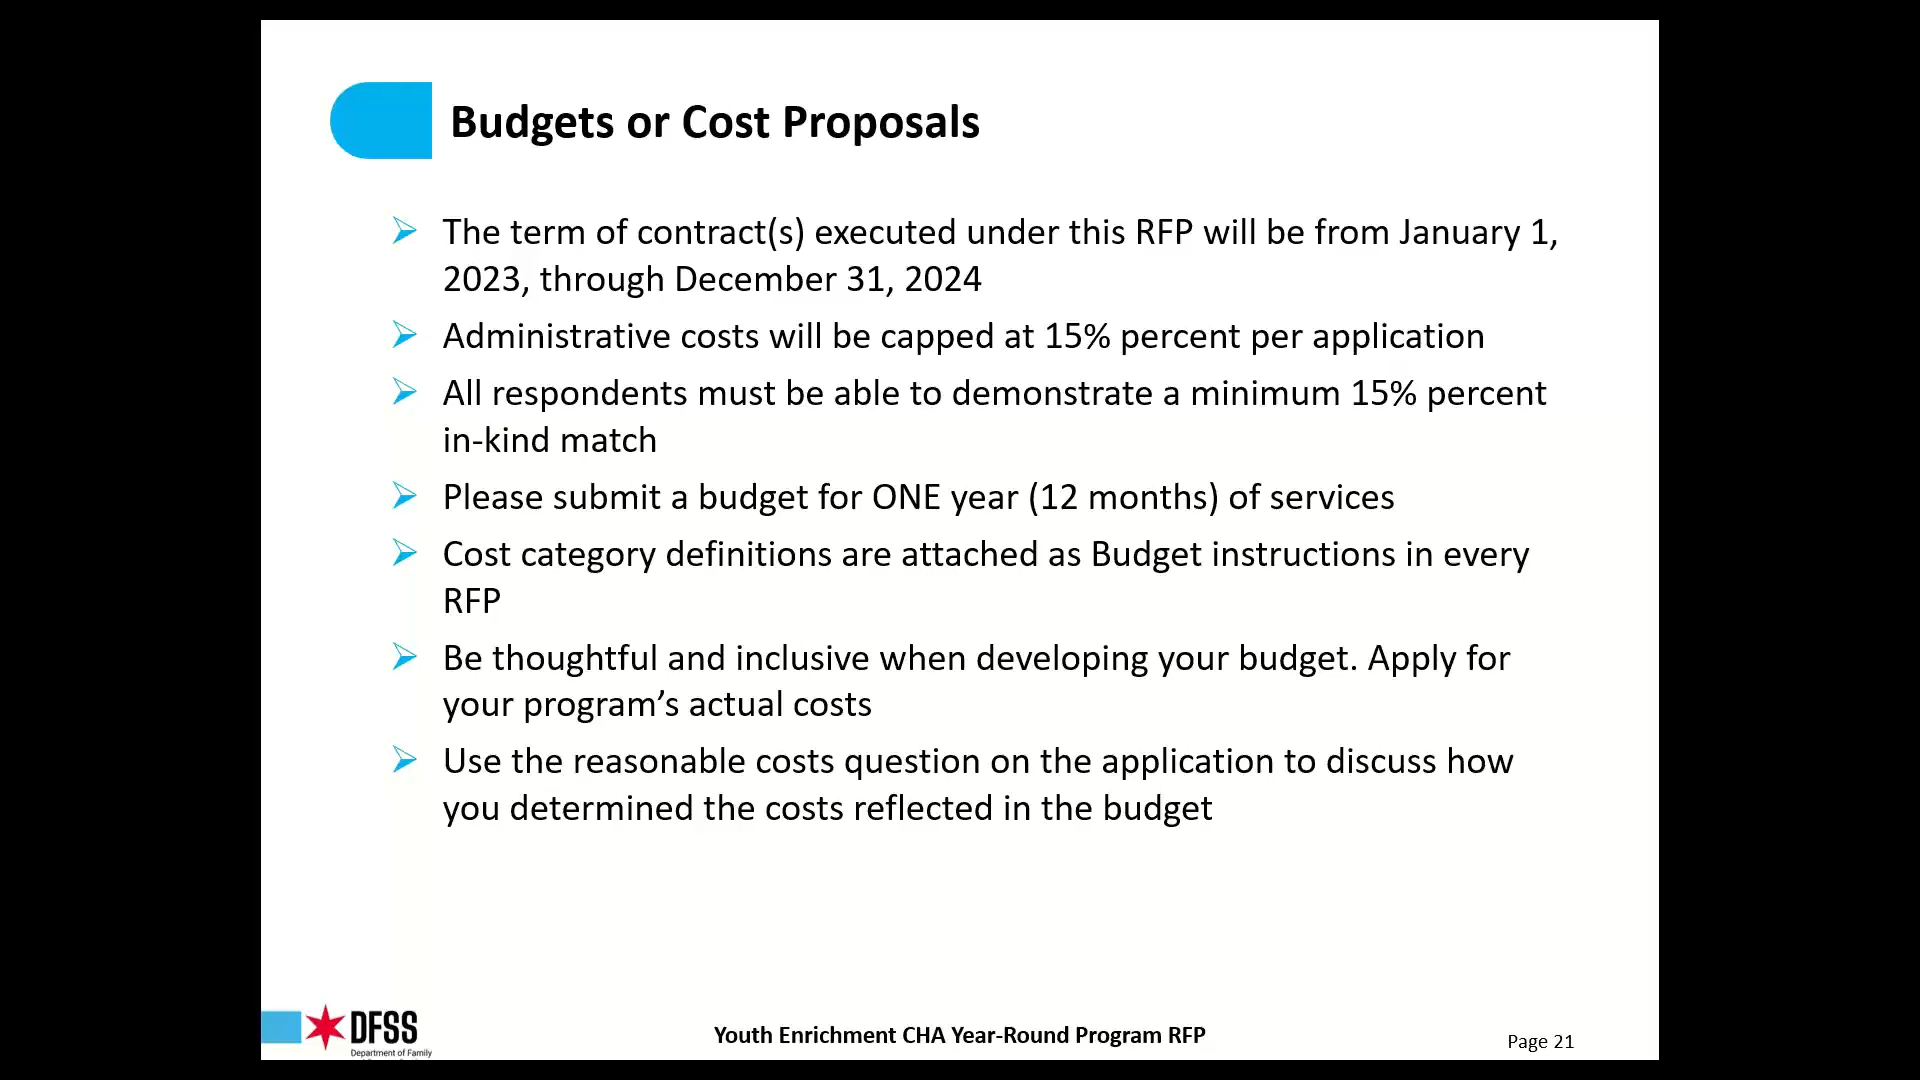 Budgets or Cost Proposals
The term of contract(s) executed under this RFP will be from January 1,
2023, through December 31, 2024
Administrative costs will be capped at 15% percent per application
All respondents must be able to demonstrate a minimum 15% percent
in-kind match
Please submit a budget for ONE year (12 months) of services
Cost category definitions are attached as Budget instructions in every
RFP
Be thoughtful and inclusive when developing your budget. Apply for
your program’s actual costs
Use the reasonable costs question on the application to discuss how
you determined the costs reflected in the budget
DFSS
Department of Family
Youth Enrichment CHA Year-Round Program RFP
Page 21